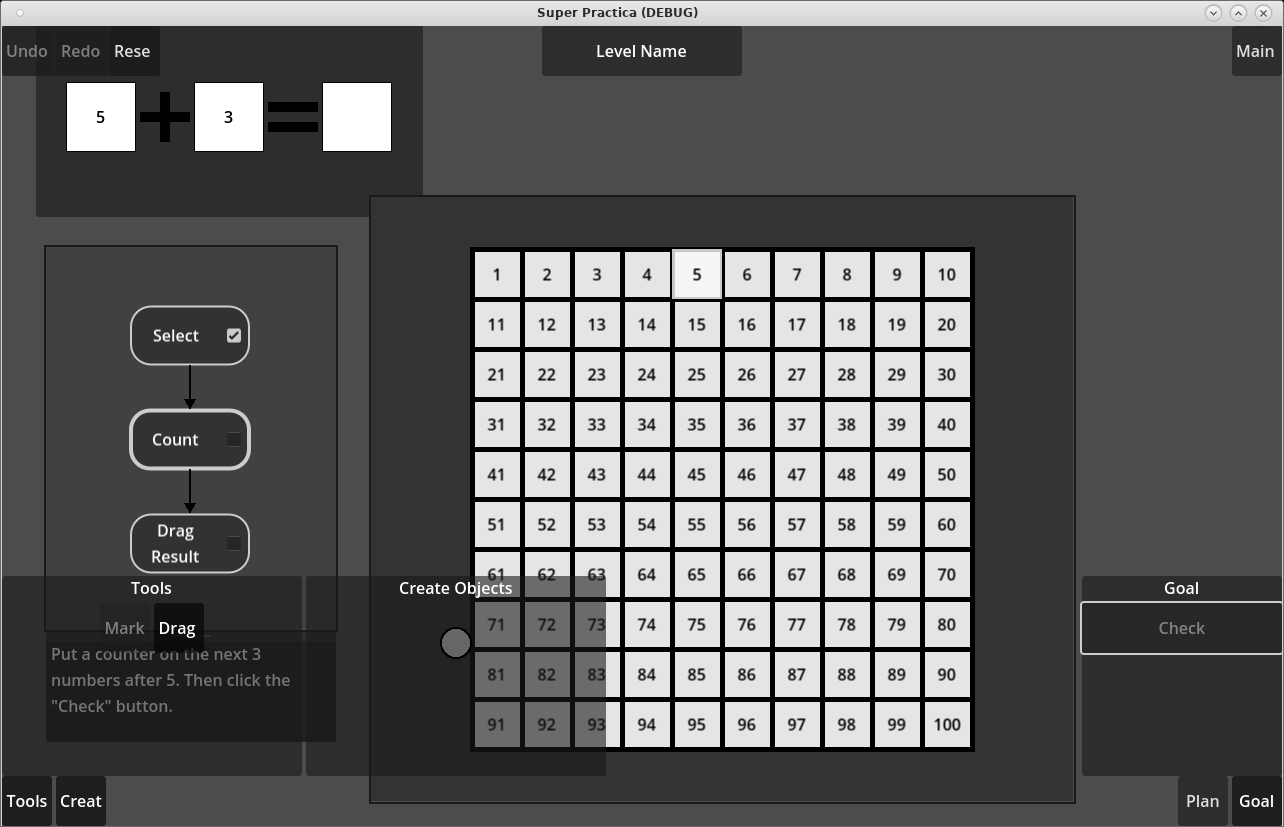 Super Practica (DEBUG)
Undo Redo Rese
Level Name
Main
5 3
1 2 3 4 5 6 7 8 9 10
11 12 13 14 15 16 17 18 19 20
21 22 23 24 25 26 27 28 29 30
31 32 33 34 35 36 37 38 39 40
41 42 43 44 45 46 47 48 49 50
51 52 53 54 55 56 57 58 59 60
61 62 63 64 65 66 67 68 69 70
71 72 73 74 75 76 77 78 79 80
81 82 83 84 85 86 87 88 89 90
91 92 93 94 95 96 97 98 99 100
Select
Count
Drag
Result
Tools
Mark Drag
Put a counter on the next 3
numbers after 5. Then click the
"Check" button.
Create Objects
Goal
Check
Tools Creat
Plan Goal